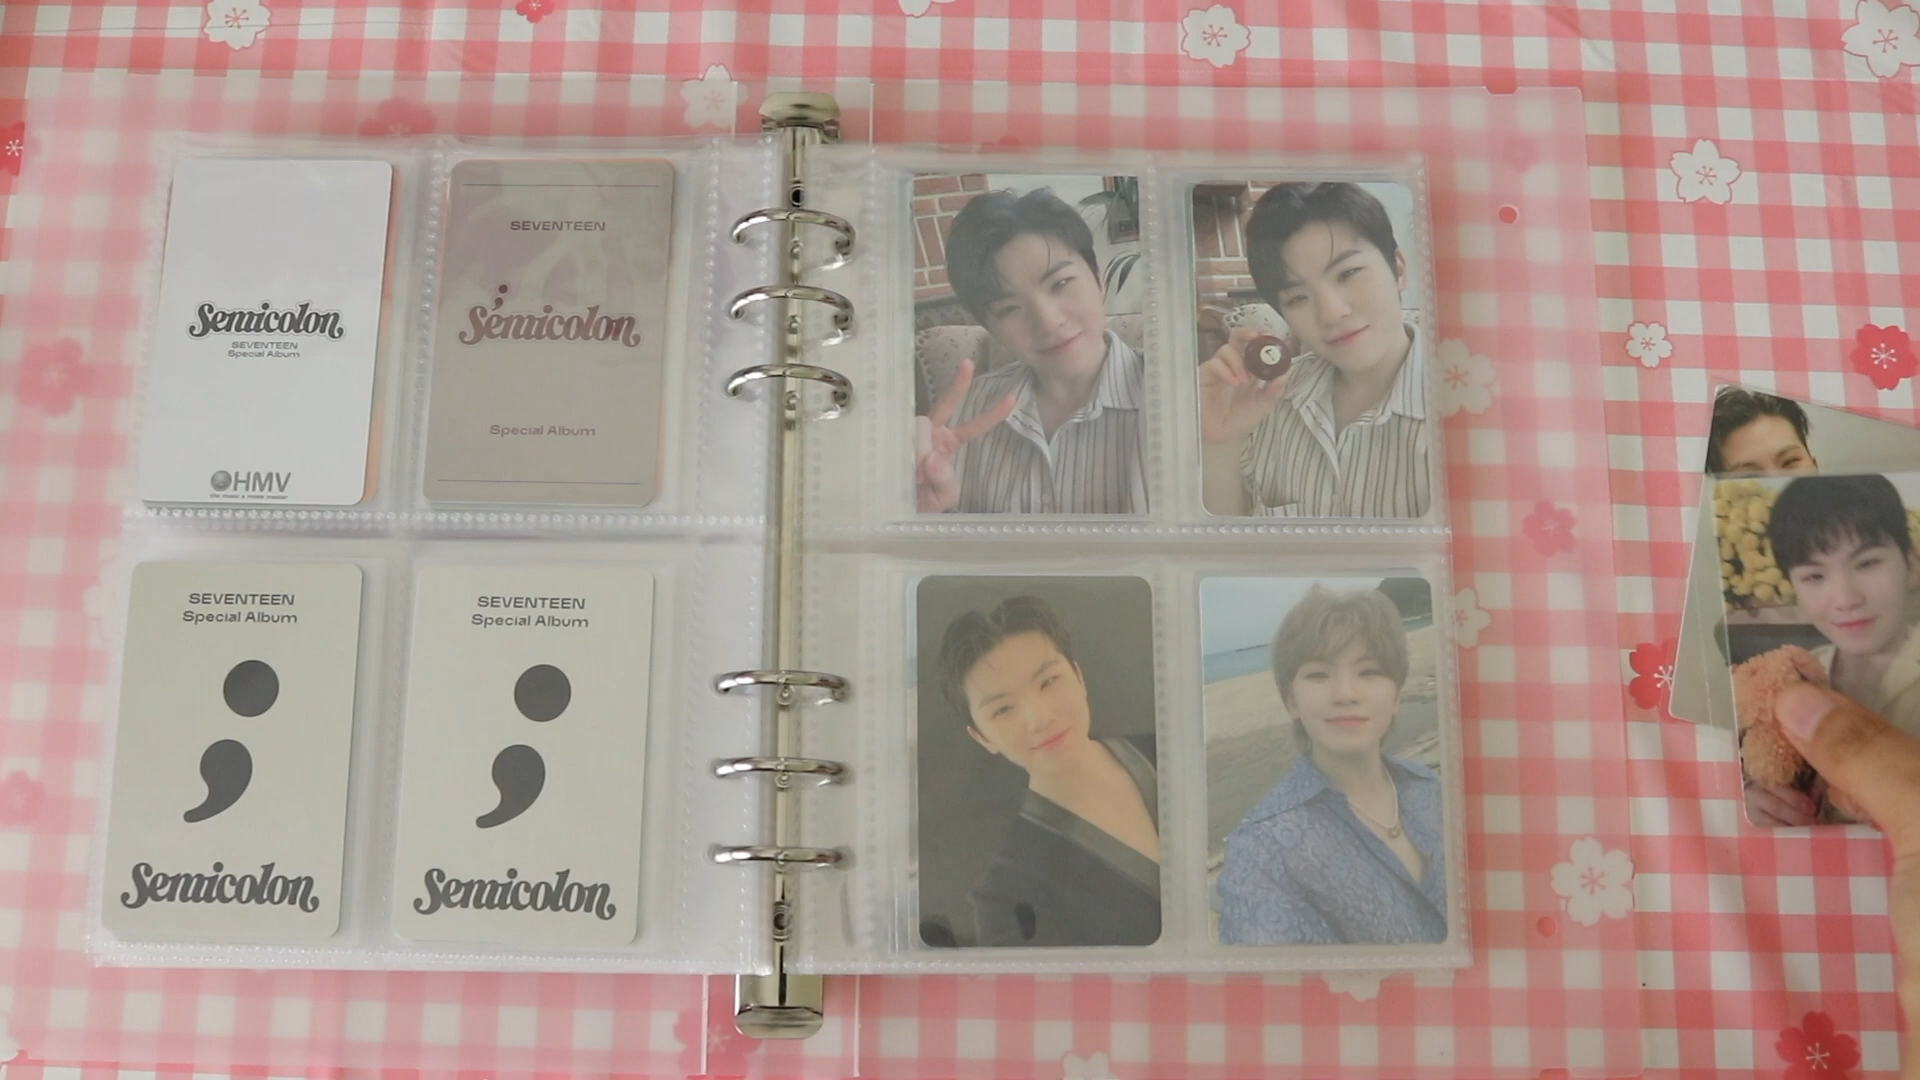 Semicolon
SEVENTEEN
Special Album
HMV
the music & movie master
SEVENTEEN
Semicolon
Special Album
SEVENTEEN
Special Album
;
Semicolon
SEVENTEEN
Special Album
;
Semicolon
7